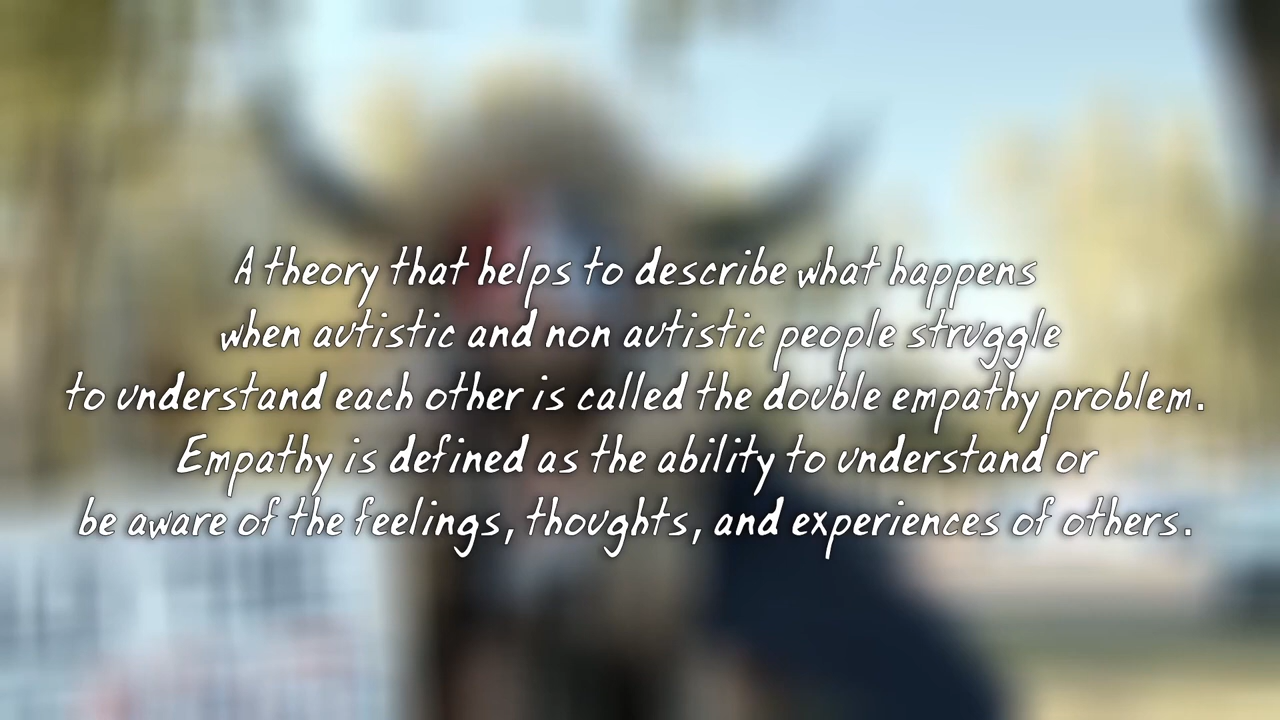 A theory that helps to describe what happens
when autistic and non autistic people struggle
to understand each other is called the double empathy problem.
Empathy is defined as the ability to understand or
be aware of the feelings, thoughts, and experiences of others.